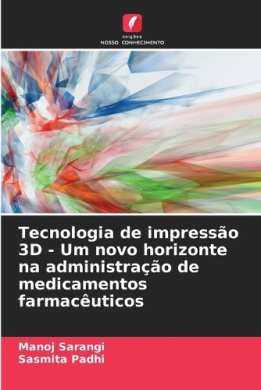 edições
NOSSO CONHECIMENTO
Tecnologia de impressão
3D - Um novo horizonte
na administração de
medicamentos
farmacêuticos
Manoj Sarangi
Sasmita Padhi